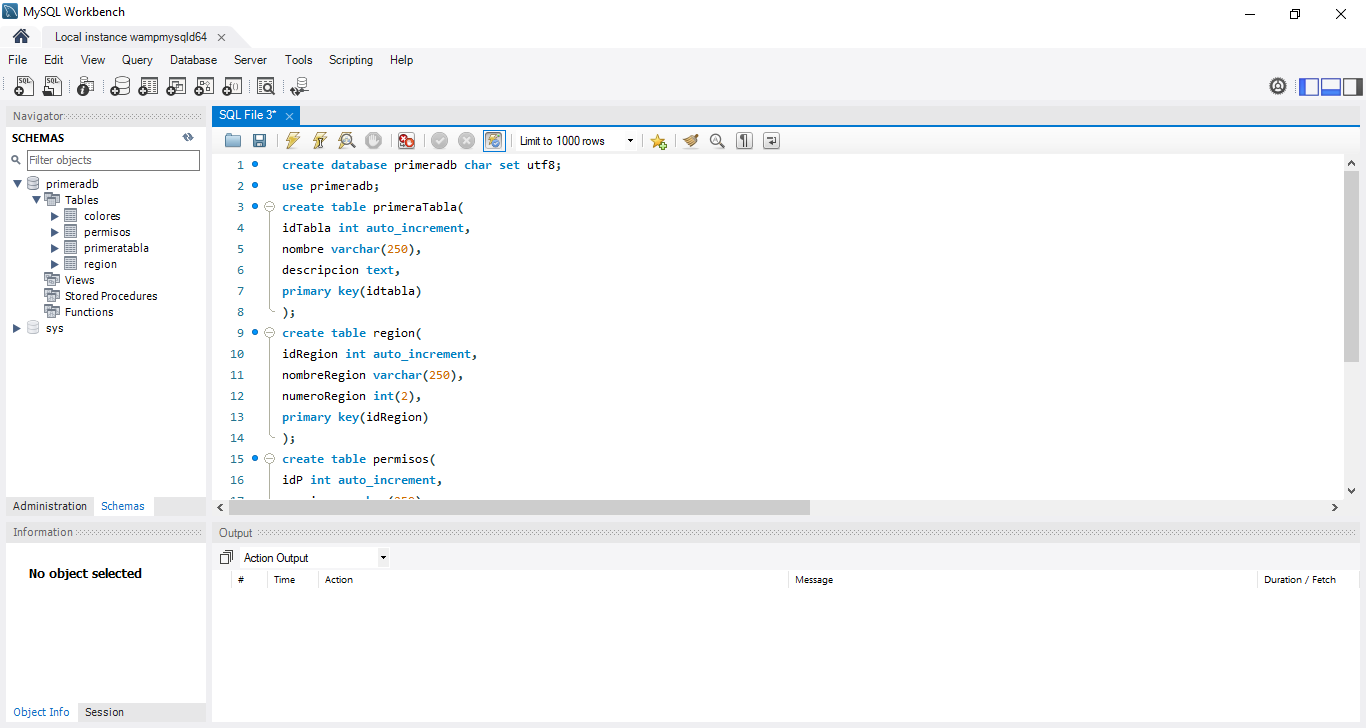 MySQL Workbench
Local instance wampmysqld64
File Edit View Query Database Server Tools Scripting Help
Navigator
SCHEMAS
Filter objects
primeradb
Tables
colores
permisos
primeratabla
region
Views
Stored Procedures
Functions
sys
Administration Schemas
Information
No object selected
Object Info Session
SQL File 3*
Limit to 1000 rows
1 create database primeradb char set utf8;
2 use primeradb;
3 create table primeraTabla(
4 idTabla int auto_increment,
5 nombre varchar(250),
6 descripcion text,
7 primary key(idtabla)
8 );
9 create table region(
10 idRegion int auto_increment,
11 nombreRegion varchar(250),
12 numeroRegion int(2),
13 primary key(idRegion)
14 );
15 create table permisos(
16 idP int auto_increment,
Output
Action Output
# Time Action Message Duration / Fetch